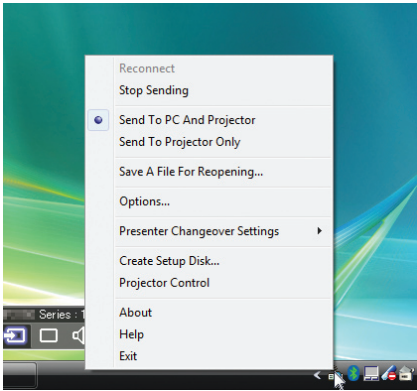 Reconnect
Stop Sending
Send To PC And Projector
Send To Projector Only
Save A File For Reopening...
Options...
Presenter Changeover Settings
Create Setup Disk...
Projector Control
Series :
About
Help
Exit